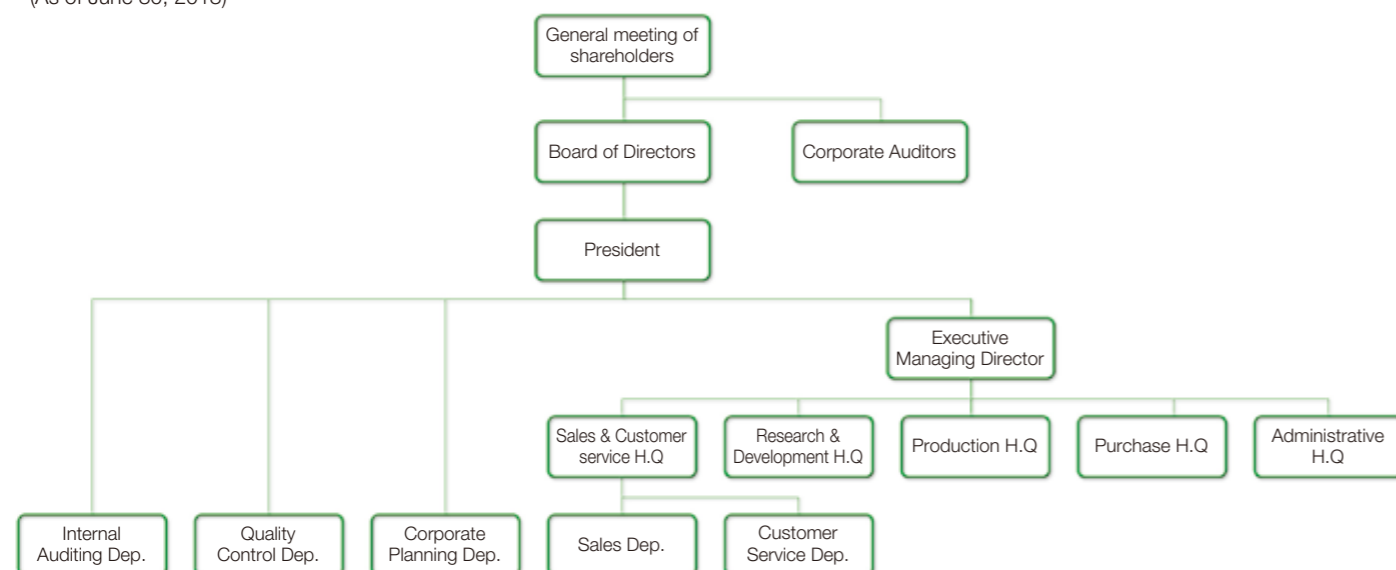 General meeting of
shareholders
Board of Directors
Corporate Auditors
President
Executive
Managing Director
Sales & Customer
service H.Q
Research &
Development H.Q
Production H.Q
Purchase H.Q
Administrative
H.Q
Internal
Auditing Dep.
Quality
Control Dep.
Corporate
Planning Dep.
Sales Dep.
Customer
Service Dep.